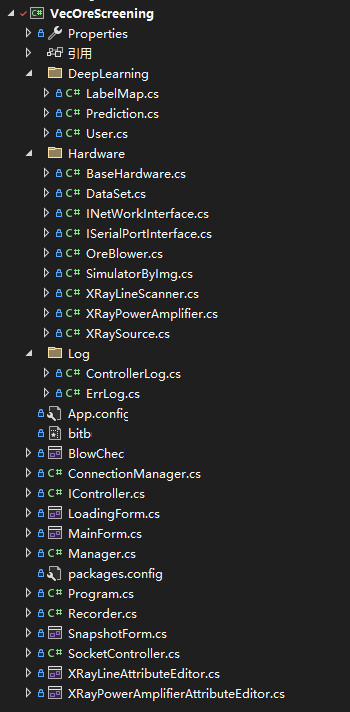 VecOreScreening
Properties
引用
DeepLearning
C# LabelMap.cs
C# Prediction.cs
C# User.cs
Hardware
C# BaseHardware.cs
C# DataSet.cs
C# INetWorkInterface.cs
C# ISerialPortInterface.cs
C# OreBlower.cs
C# SimulatorByImg.cs
C# XRayLineScanner.cs
C# XRayPowerAmplifier.cs
C# XRaySource.cs
Log
C# ControllerLog.cs
C# ErrLog.cs
App.config
bitb
BlowChec
C# ConnectionManager.cs
C# IController.cs
LoadingForm.cs
MainForm.cs
C# Manager.cs
packages.config
C# Program.cs
C# Recorder.cs
SnapshotForm.cs
C# SocketController.cs
XRayLineAttributeEditor.cs
XRayPowerAmplifierAttributeEditor.cs